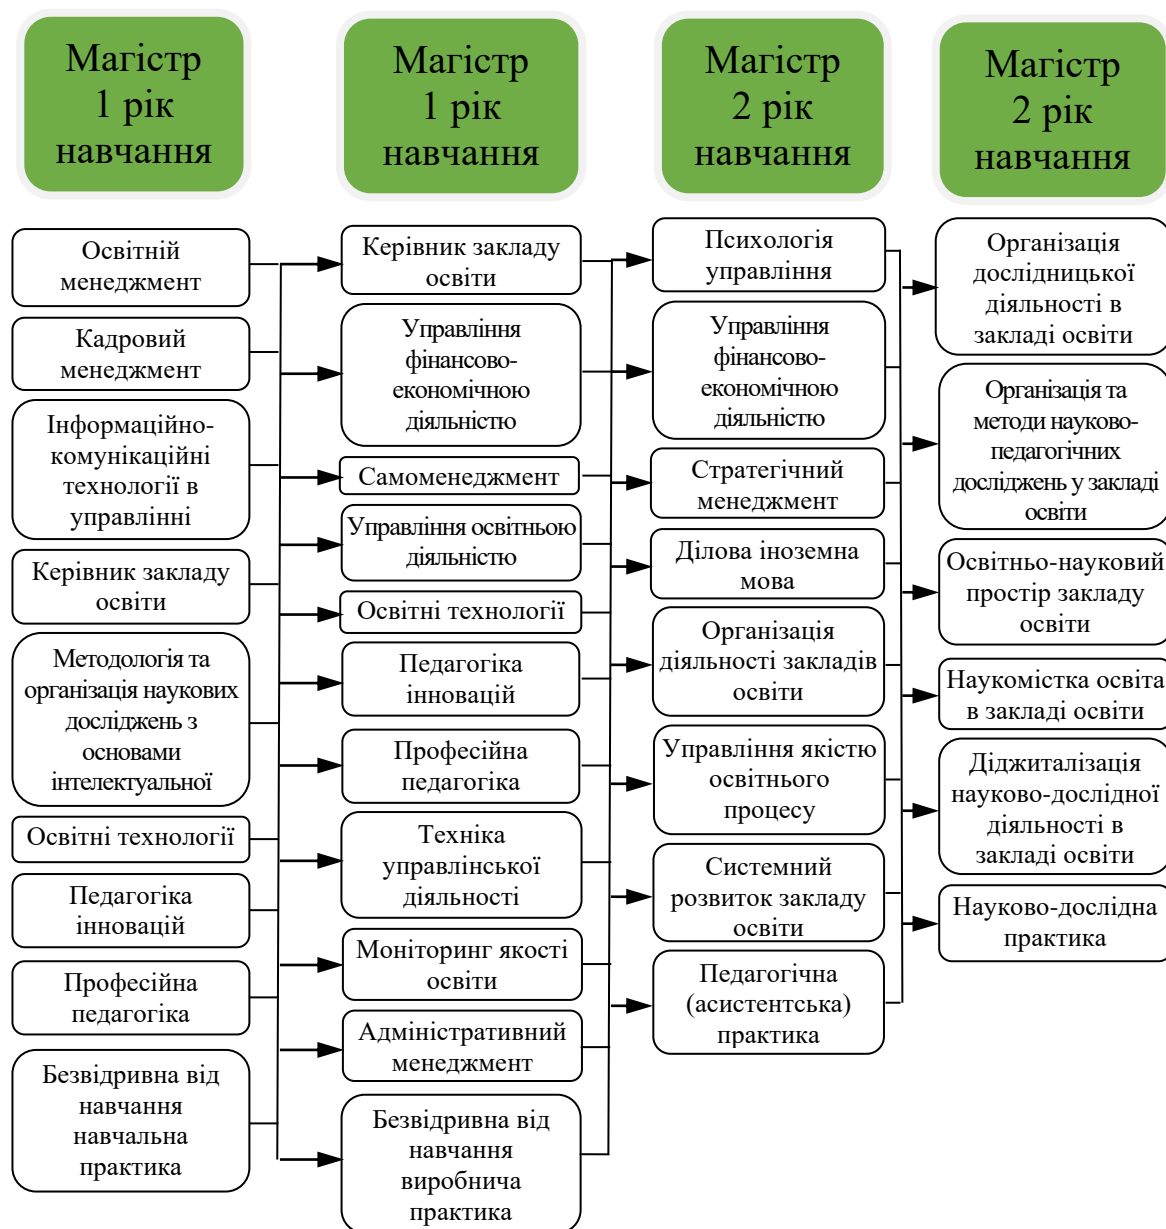 Магістр
1 рік
навчання
Магістр
1 рік
навчання
Магістр
2 рік
навчання
Магістр
2 рік
навчання
Освітній
менеджмент
Кадровий
менеджмент
Інформаційно-
комунікаційні
технології в
управлінні
Керівник закладу
освіти
Методологія та
організація наукових
досліджень з
основами
інтелектуальної
Освітні технології
Педагогіка
інновацій
Професійна
педагогіка
Безвідривна від
навчання
навчальна
практика
Керівник закладу
освіти
Управління
фінансово-
економічною
діяльністю
Самоменеджмент
Управління освітньою
діяльністю
Освітні технології
Педагогіка
інновацій
Професійна
педагогіка
Техніка
управлінської
діяльності
Моніторинг якості
освіти
Адміністративний
менеджмент
Безвідривна від
навчання
виробнича
практика
Психологія
управління
Управління
фінансово-
економічною
діяльністю
Стратегічний
менеджмент
Ділова іноземна
мова
Організація
діяльності закладів
освіти
Управління якістю
освітнього
процесу
Системний
розвиток закладу
освіти
Педагогічна
(асистентська)
практика
Організація
дослідницької
діяльності в
закладі освіти
Організація та
методи науково-
педагогічних
досліджень у закладі
освіти
Освітньо-науковий
простір закладу
освіти
Наукомістка освіта
в закладі освіти
Діджиталізація
науково-дослідної
діяльності в
закладі освіти
Науково-дослідна
практика